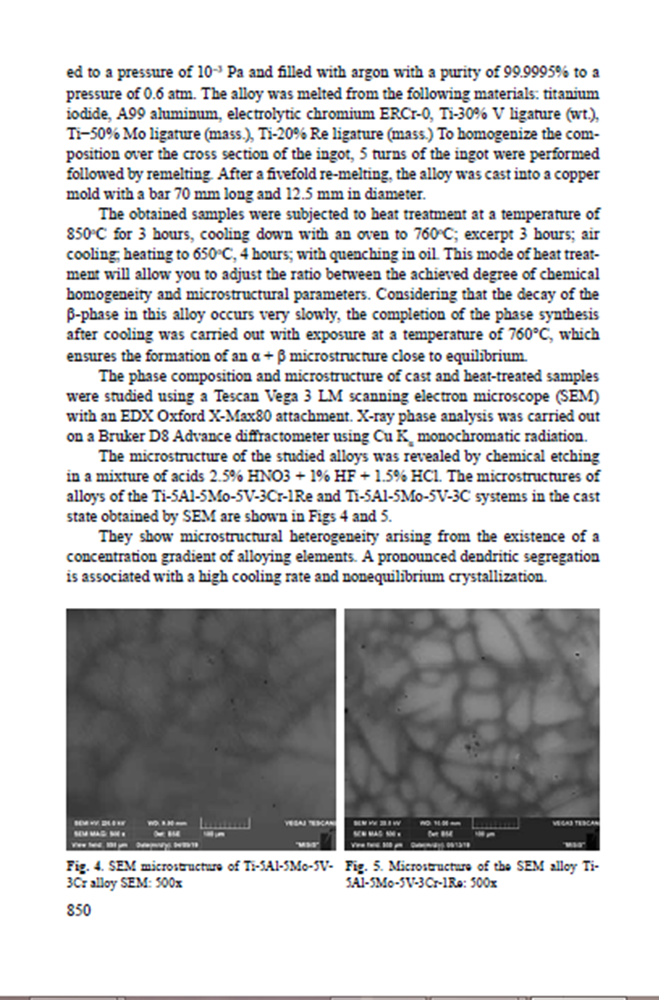 ed to a pressure of 10⁻³ Pa and filled with argon with a purity of 99.9995% to a
pressure of 0.6 atm. The alloy was melted from the following materials: titanium
iodide, A99 aluminum, electrolytic chromium ERCr-0, Ti-30% V ligature (wt.),
Ti−50% Mo ligature (mass.), Ti-20% Re ligature (mass.) To homogenize the com-
position over the cross section of the ingot, 5 turns of the ingot were performed
followed by remelting. After a fivefold re-melting, the alloy was cast into a copper
mold with a bar 70 mm long and 12.5 mm in diameter.
The obtained samples were subjected to heat treatment at a temperature of
850°C for 3 hours, cooling down with an oven to 760°C; excerpt 3 hours; air
cooling; heating to 650°C, 4 hours; with quenching in oil. This mode of heat treat-
ment will allow you to adjust the ratio between the achieved degree of chemical
homogeneity and microstructural parameters. Considering that the decay of the
β-phase in this alloy occurs very slowly, the completion of the phase synthesis
after cooling was carried out with exposure at a temperature of 760°C, which
ensures the formation of an α + β microstructure close to equilibrium.
The phase composition and microstructure of cast and heat-treated samples
were studied using a Tescan Vega 3 LM scanning electron microscope (SEM)
with an EDX Oxford X-Max80 attachment. X-ray phase analysis was carried out
on a Bruker D8 Advance diffractometer using Cu Kα monochromatic radiation.
The microstructure of the studied alloys was revealed by chemical etching
in a mixture of acids 2.5% HNO3 + 1% HF + 1.5% HCl. The microstructures of
alloys of the Ti-5Al-5Mo-5V-3Cr-1Re and Ti-5Al-5Mo-5V-3C systems in the cast
state obtained by SEM are shown in Figs 4 and 5.
They show microstructural heterogeneity arising from the existence of a
concentration gradient of alloying elements. A pronounced dendritic segregation
is associated with a high cooling rate and nonequilibrium crystallization.
SEM HV: 20.0 kV WD: VEGA3 TESCAN
SEM MAG: 500 x Det: BSE 100 µm
View field: 550 µm Date(m/d/y): "MISIS"
SEM HV: 20.0 kV WD: 10.00 mm VEGA3 TESCAN
SEM MAG: 500 x Det: BSE 100 µm
View field: 550 µm Date(m/d/y): "MISIS"
Fig. 4. SEM microstructure of Ti-5Al-5Mo-5V-
3Cr alloy SEM: 500x
Fig. 5. Microstructure of the SEM alloy Ti-
5Al-5Mo-5V-3Cr-1Re: 500x
850